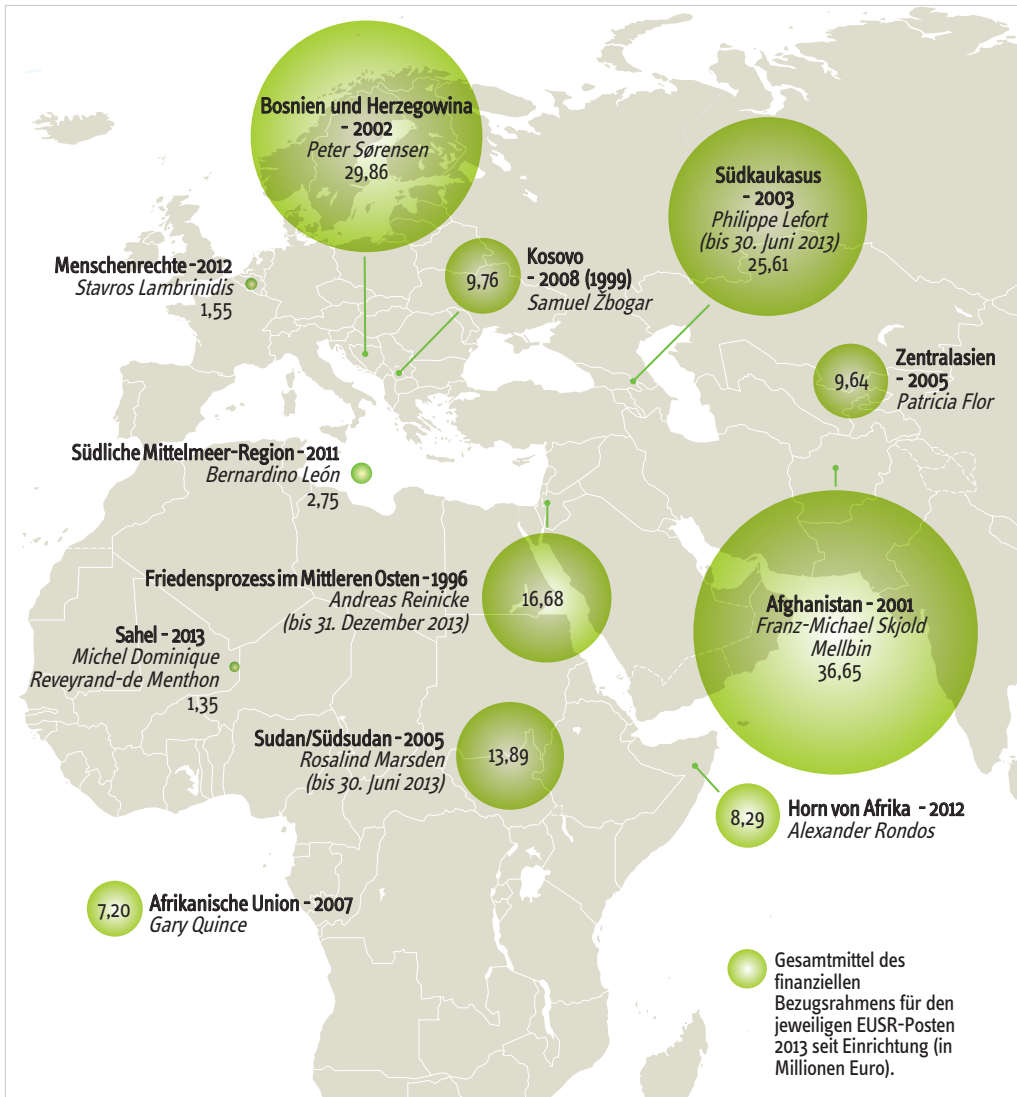 Bosnien und Herzegowina
- 2002
Peter Sørensen
29,86
Südkaukasus
- 2003
Philippe Lefort
(bis 30. Juni 2013)
25,61
Menschenrechte - 2012
Stavros Lambrinidis
1,55
9,76
Kosovo
- 2008 (1999)
Samuel Žbogar
9,64
Zentralasien
- 2005
Patricia Flor
Südliche Mittelmeer-Region - 2011
Bernardino León
2,75
Friedensprozess im Mittleren Osten - 1996
Andreas Reinicke
(bis 31. Dezember 2013)
16,68
Afghanistan - 2001
Franz-Michael Skjold
Mellbin
36,65
Sahel - 2013
Michel Dominique
Reveyrand-de Menthon
1,35
Sudan/Südsudan - 2005
Rosalind Marsden
(bis 30. Juni 2013)
13,89
8,29
Horn von Afrika - 2012
Alexander Rondos
7,20
Afrikanische Union - 2007
Gary Quince
Gesamtmittel des
finanziellen
Bezugsrahmens für den
jeweiligen EUSR-Posten
2013 seit Einrichtung (in
Millionen Euro).